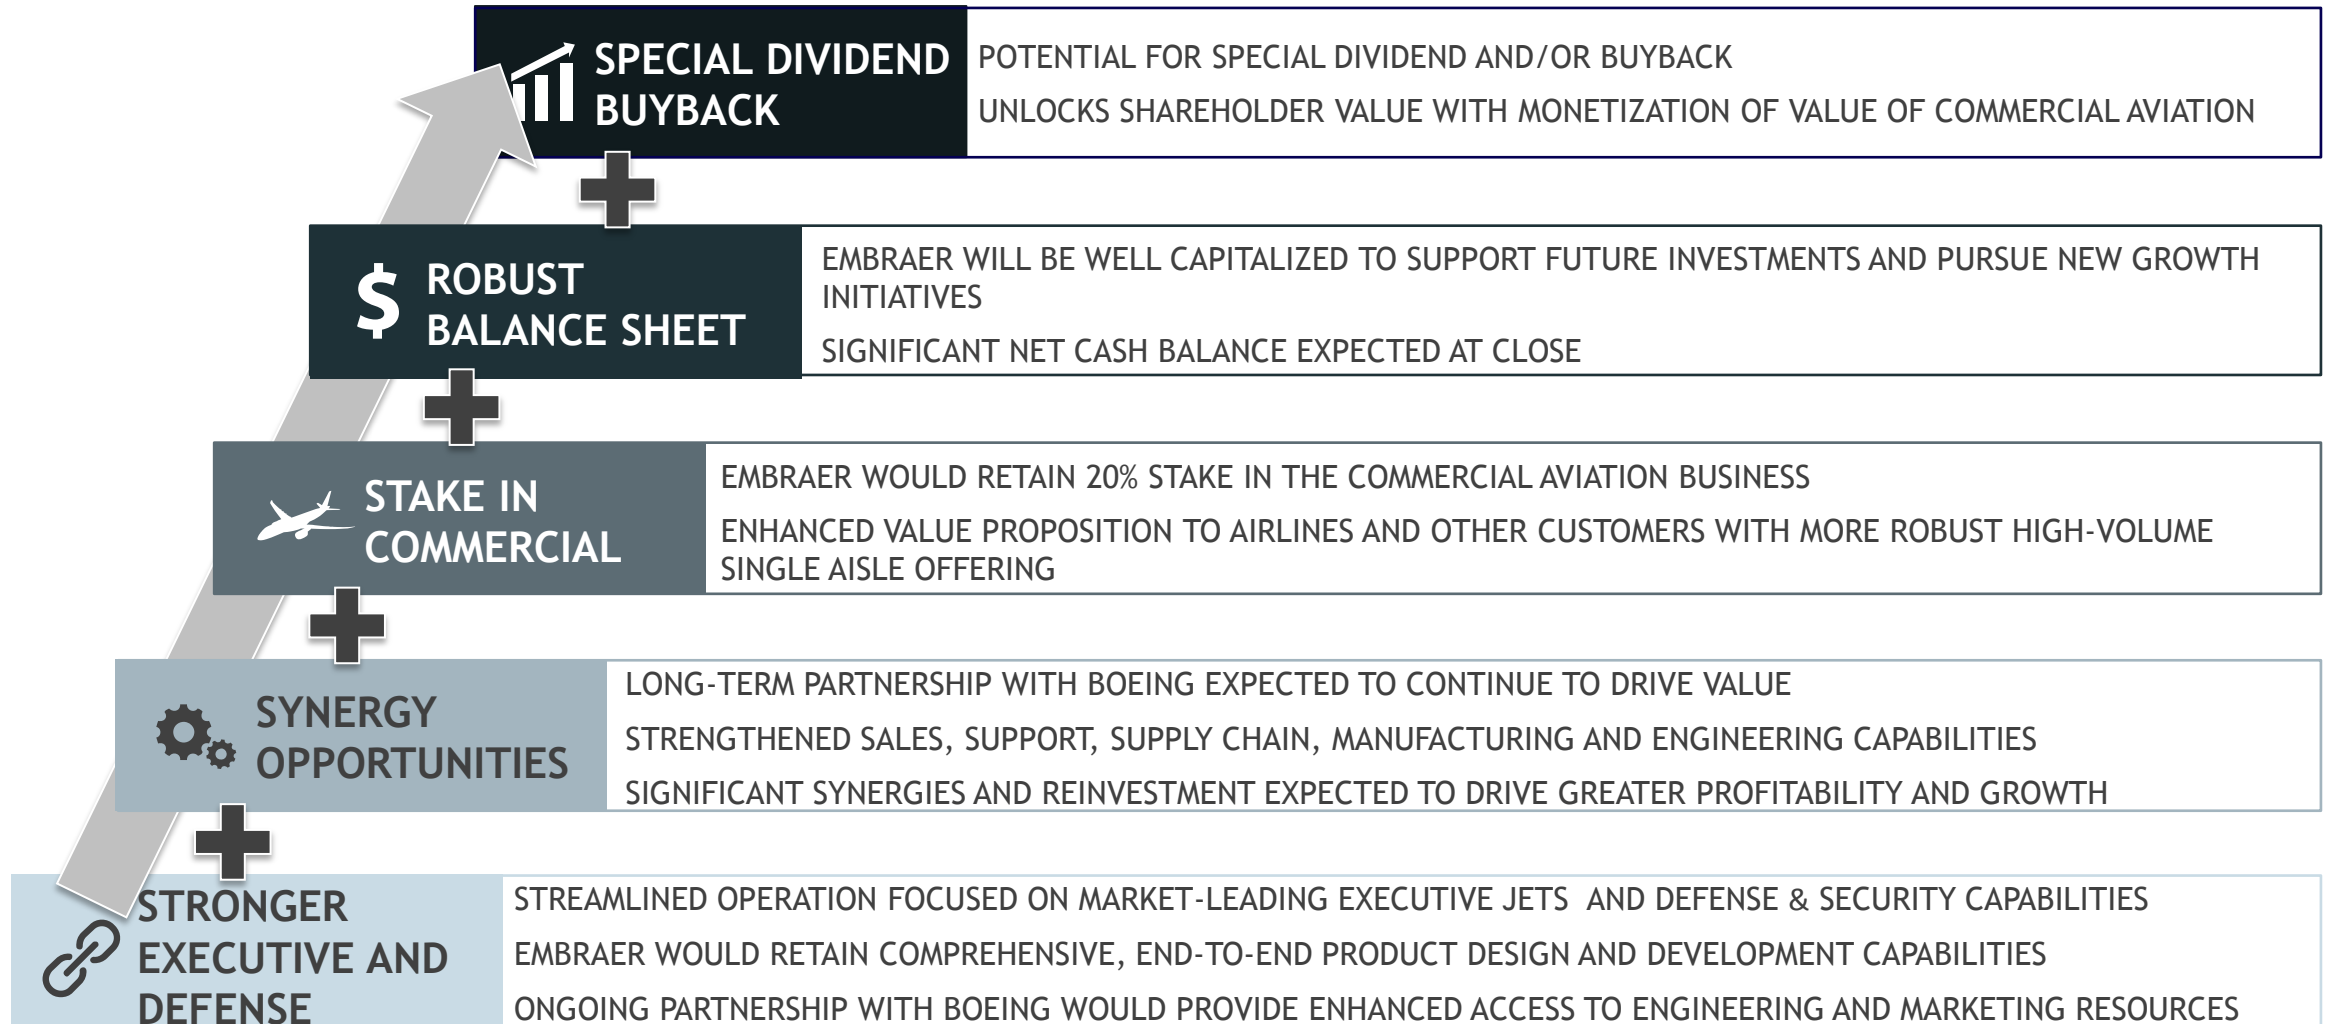 SPECIAL DIVIDEND
BUYBACK
POTENTIAL FOR SPECIAL DIVIDEND AND/OR BUYBACK
UNLOCKS SHAREHOLDER VALUE WITH MONETIZATION OF VALUE OF COMMERCIAL AVIATION
$
ROBUST
BALANCE SHEET
EMBRAER WILL BE WELL CAPITALIZED TO SUPPORT FUTURE INVESTMENTS AND PURSUE NEW GROWTH
INITIATIVES
SIGNIFICANT NET CASH BALANCE EXPECTED AT CLOSE
STAKE IN
COMMERCIAL
EMBRAER WOULD RETAIN 20% STAKE IN THE COMMERCIAL AVIATION BUSINESS
ENHANCED VALUE PROPOSITION TO AIRLINES AND OTHER CUSTOMERS WITH MORE ROBUST HIGH-VOLUME
SINGLE AISLE OFFERING
SYNERGY
OPPORTUNITIES
LONG-TERM PARTNERSHIP WITH BOEING EXPECTED TO CONTINUE TO DRIVE VALUE
STRENGTHENED SALES, SUPPORT, SUPPLY CHAIN, MANUFACTURING AND ENGINEERING CAPABILITIES
SIGNIFICANT SYNERGIES AND REINVESTMENT EXPECTED TO DRIVE GREATER PROFITABILITY AND GROWTH
STRONGER
EXECUTIVE AND
DEFENSE
STREAMLINED OPERATION FOCUSED ON MARKET-LEADING EXECUTIVE JETS AND DEFENSE & SECURITY CAPABILITIES
EMBRAER WOULD RETAIN COMPREHENSIVE, END-TO-END PRODUCT DESIGN AND DEVELOPMENT CAPABILITIES
ONGOING PARTNERSHIP WITH BOEING WOULD PROVIDE ENHANCED ACCESS TO ENGINEERING AND MARKETING RESOURCES